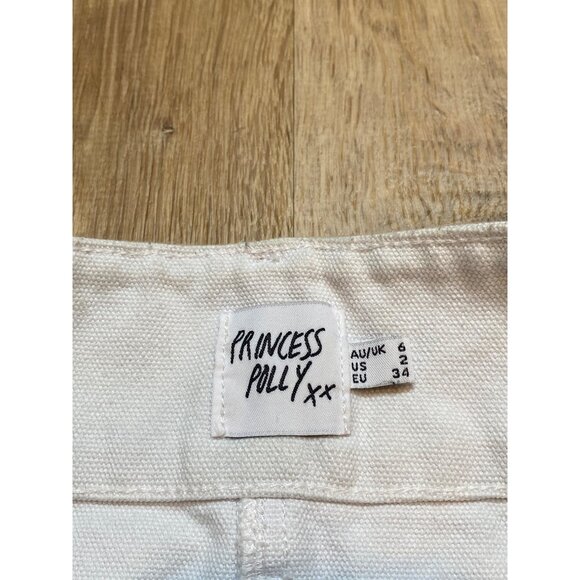 PRINCESS
POLLY xx
AU/UK 6
US 2
EU 34